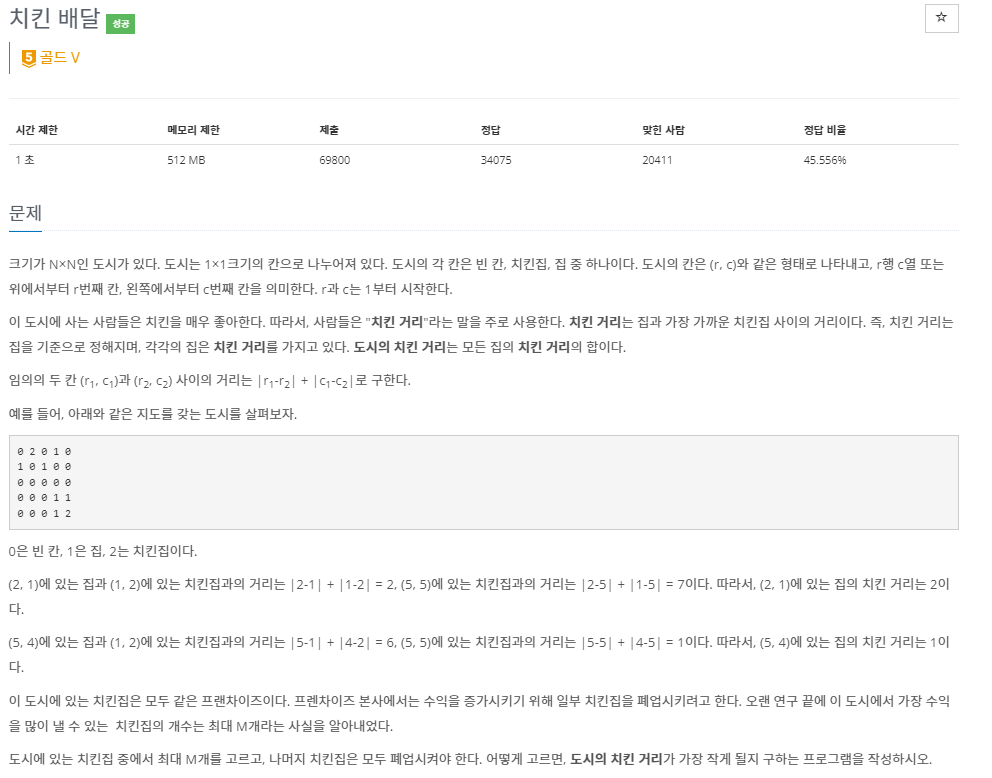 치킨 배달 성공
☆
5 골드 V
시간 제한 메모리 제한 제출 정답 맞힌 사람 정답 비율
1 초 512 MB 69800 34075 20411 45.556%
문제
크기가 N×N인 도시가 있다. 도시는 1×1크기의 칸으로 나누어져 있다. 도시의 각 칸은 빈 칸, 치킨집, 집 중 하나이다. 도시의 칸은 (r, c)와 같은 형태로 나타내고, r행 c열 또는
위에서부터 r번째 칸, 왼쪽에서부터 c번째 칸을 의미한다. r과 c는 1부터 시작한다.
이 도시에 사는 사람들은 치킨을 매우 좋아한다. 따라서, 사람들은 "치킨 거리"라는 말을 주로 사용한다. 치킨 거리는 집과 가장 가까운 치킨집 사이의 거리이다. 즉, 치킨 거리는
집을 기준으로 정해지며, 각각의 집은 치킨 거리를 가지고 있다. 도시의 치킨 거리는 모든 집의 치킨 거리의 합이다.
임의의 두 칸 (r₁, c₁)과 (r₂, c₂) 사이의 거리는 |r₁-r₂| + |c₁-c₂|로 구한다.
예를 들어, 아래와 같은 지도를 갖는 도시를 살펴보자.
0 2 0 1 0
1 0 1 0 0
0 0 0 0 0
0 0 0 1 1
0 0 0 1 2
0은 빈 칸, 1은 집, 2는 치킨집이다.
(2, 1)에 있는 집과 (1, 2)에 있는 치킨집과의 거리는 |2-1| + |1-2| = 2, (5, 5)에 있는 치킨집과의 거리는 |2-5| + |1-5| = 7이다. 따라서, (2, 1)에 있는 집의 치킨 거리는 2이
다.
(5, 4)에 있는 집과 (1, 2)에 있는 치킨집과의 거리는 |5-1| + |4-2| = 6, (5, 5)에 있는 치킨집과의 거리는 |5-5| + |4-5| = 1이다. 따라서, (5, 4)에 있는 집의 치킨 거리는 1이
다.
이 도시에 있는 치킨집은 모두 같은 프랜차이즈이다. 프렌차이즈 본사에서는 수익을 증가시키기 위해 일부 치킨집을 폐업시키려고 한다. 오랜 연구 끝에 이 도시에서 가장 수익
을 많이 낼 수 있는  치킨집의 개수는 최대 M개라는 사실을 알아내었다.
도시에 있는 치킨집 중에서 최대 M개를 고르고, 나머지 치킨집은 모두 폐업시켜야 한다. 어떻게 고르면, 도시의 치킨 거리가 가장 작게 될지 구하는 프로그램을 작성하시오.